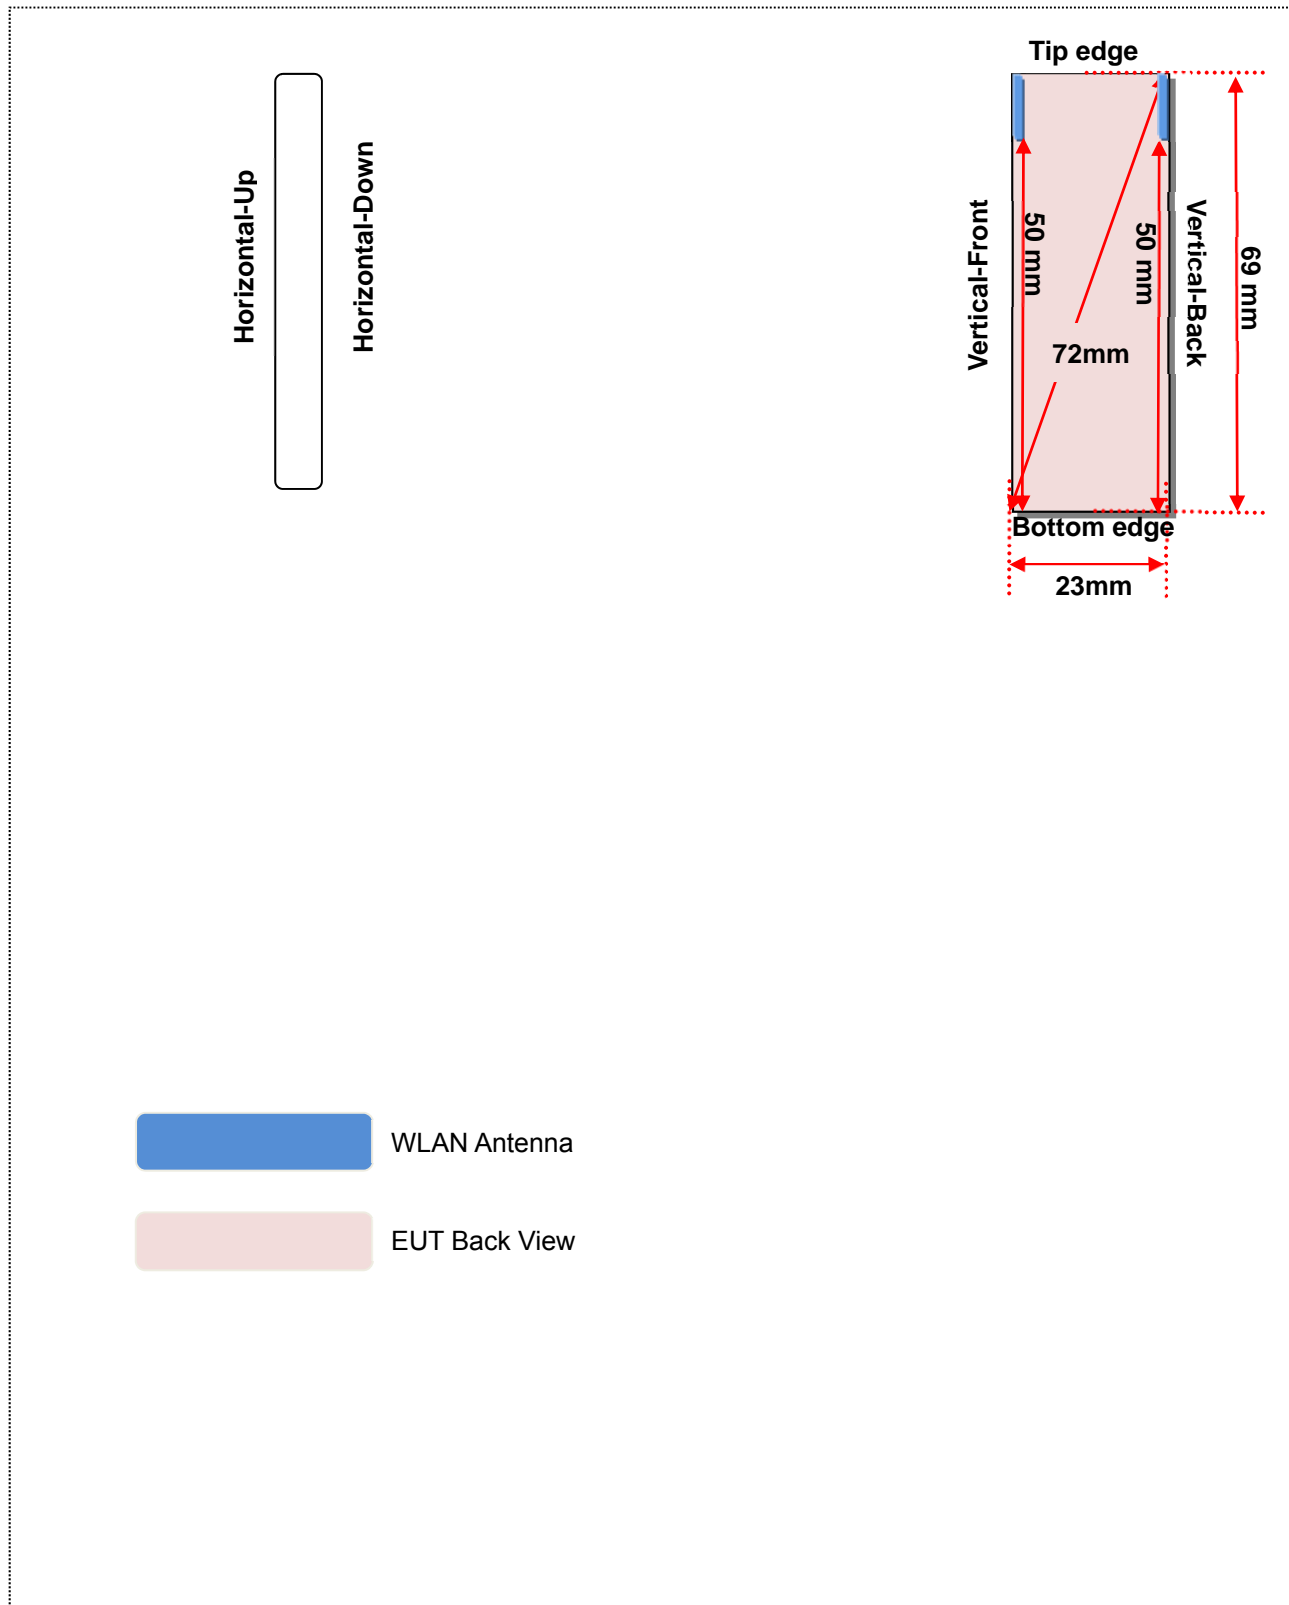 Tip edge
Horizontal-Up
Horizontal-Down
Vertical-Front
50 mm
50 mm
Vertical-Back
69 mm
72mm
Bottom edge
23mm
WLAN Antenna
EUT Back View